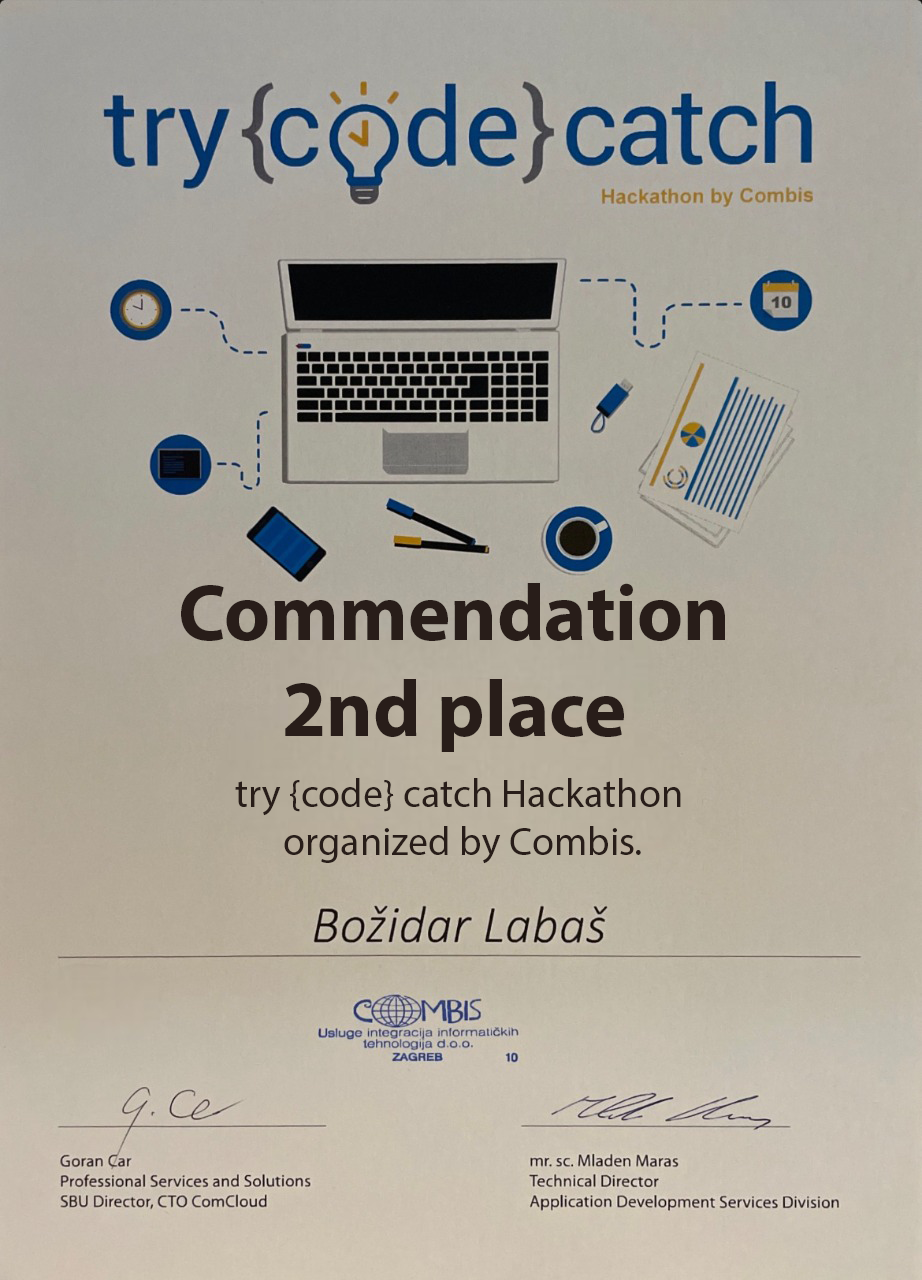 try {code} catch
Hackathon by Combis
10
Commendation
2nd place
try {code} catch Hackathon
organized by Combis.
Božidar Labaš
COMBIS
Usluge integracija informatičkih
tehnologija d.o.o.
ZAGREB 10
G. Car
Goran Car
Professional Services and Solutions
SBU Director, CTO ComCloud
mr. sc. Mladen Maras
Technical Director
Application Development Services Division